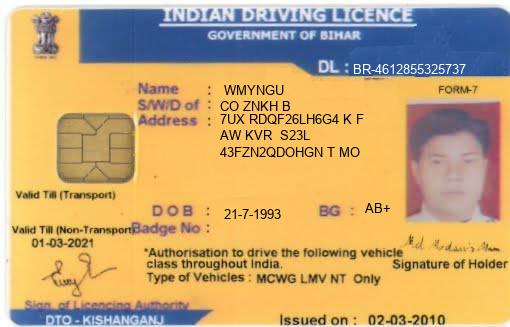 INDIAN DRIVING LICENCE
GOVERNMENT OF BIHAR
DL : BR-4612855325737
Name : WMYNGU
FORM-7
S/W/D of : CO ZNKH B
Address : 7UX RDQF26LH6G4 K F
AW KVR S23L
43FZN2QDOHGN T MO
Valid Till (Transport)
D O B : 21-7-1993 BG : AB+
Valid Till (Non-Transport) Badge No :
01-03-2021
*Authorisation to drive the following vehicle
class throughout India.
Signature of Holder
Type of Vehicles : MCWG LMV NT Only
Sign. of Licencing Authority
DTO - KISHANGANJ
Issued on : 02-03-2010